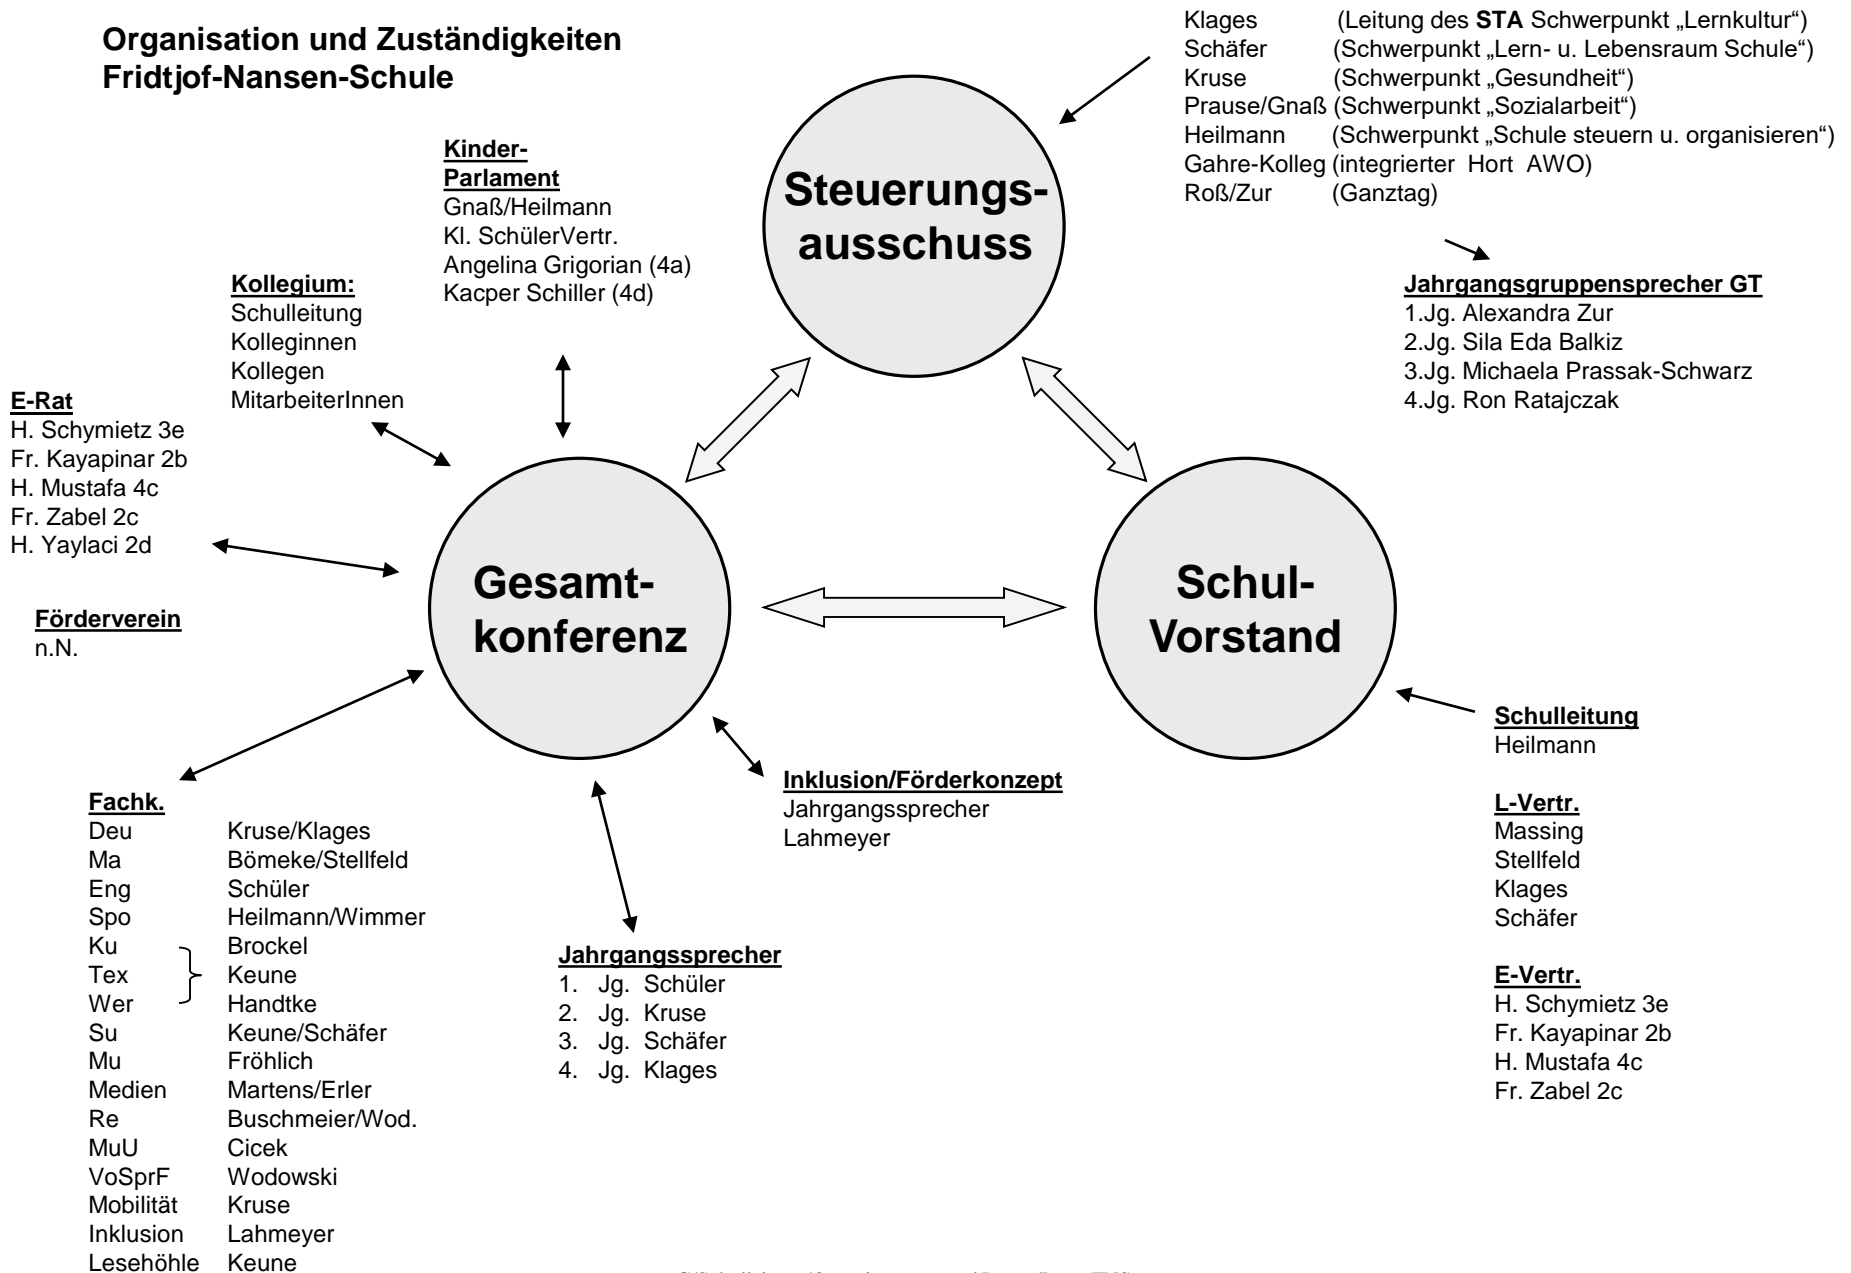 Organisation und Zuständigkeiten
Fridtjof-Nansen-Schule
Klages (Leitung des STA Schwerpunkt „Lernkultur“)
Schäfer (Schwerpunkt „Lern- u. Lebensraum Schule“)
Kruse (Schwerpunkt „Gesundheit“)
Prause/Gnaß (Schwerpunkt „Sozialarbeit“)
Heilmann (Schwerpunkt „Schule steuern u. organisieren“)
Gahre-Kolleg (integrierter Hort AWO)
Roß/Zur (Ganztag)
Steuerungs-
ausschuss
Kinder-
Parlament
Gnaß/Heilmann
Kl. SchülerVertr.
Angelina Grigorian (4a)
Kacper Schiller (4d)
Kollegium:
Schulleitung
Kolleginnen
Kollegen
MitarbeiterInnen
Jahrgangsgruppensprecher GT
1.Jg. Alexandra Zur
2.Jg. Sila Eda Balkiz
3.Jg. Michaela Prassak-Schwarz
4.Jg. Ron Ratajczak
E-Rat
H. Schymietz 3e
Fr. Kayapinar 2b
H. Mustafa 4c
Fr. Zabel 2c
H. Yaylaci 2d
Förderverein
n.N.
Gesamt-
konferenz
Schul-
Vorstand
Schulleitung
Heilmann
L-Vertr.
Massing
Stellfeld
Klages
Schäfer
E-Vertr.
H. Schymietz 3e
Fr. Kayapinar 2b
H. Mustafa 4c
Fr. Zabel 2c
Inklusion/Förderkonzept
Jahrgangssprecher
Lahmeyer
Jahrgangssprecher
1. Jg. Schüler
2. Jg. Kruse
3. Jg. Schäfer
4. Jg. Klages
Fachk.
Deu Kruse/Klages
Ma Bömeke/Stellfeld
Eng Schüler
Spo Heilmann/Wimmer
Ku Brockel
Tex Keune
Wer Handtke
Su Keune/Schäfer
Mu Fröhlich
Medien Martens/Erler
Re Buschmeier/Wod.
MuU Cicek
VoSprF Wodowski
Mobilität Kruse
Inklusion Lahmeyer
Lesehöhle Keune